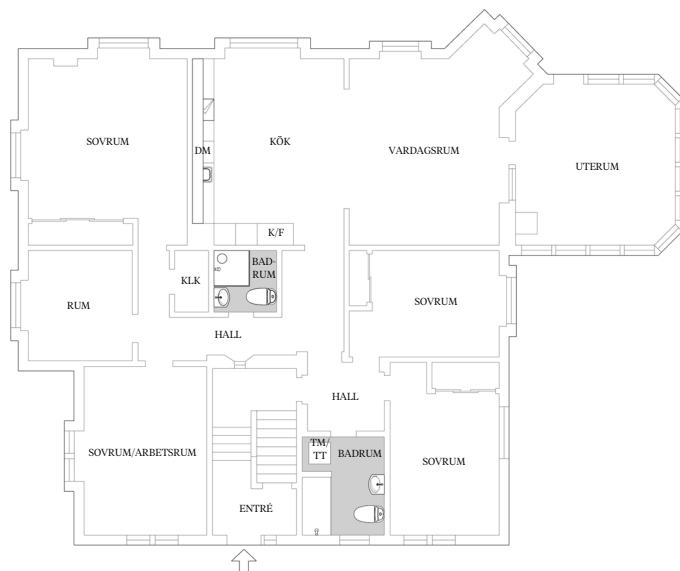 SOVRUM
DM
KÖK
VARDAGSRUM
UTERUM
K/F
BAD-
RUM
KLK
RUM
SOVRUM
HALL
HALL
SOVRUM/ARBETSRUM
TM/
TT
BADRUM
SOVRUM
ENTRÉ